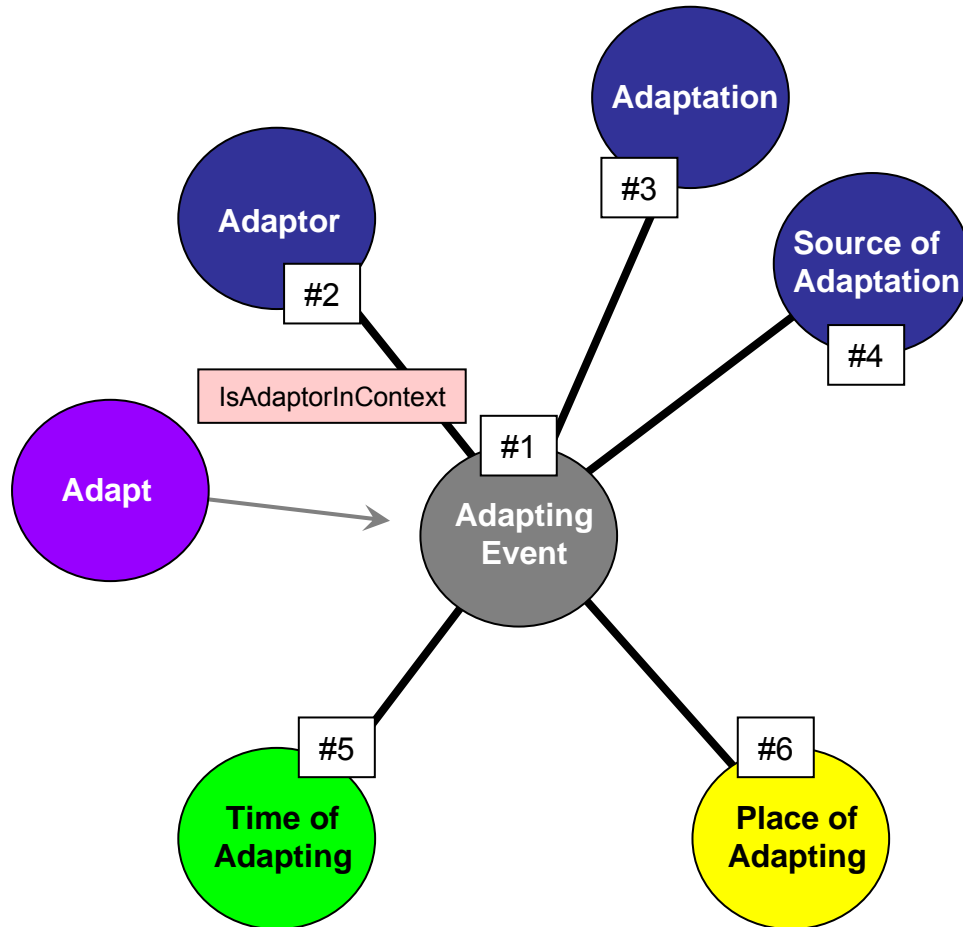 Adaptation
#3
Adaptor
#2
Source of
Adaptation
#4
IsAdaptorInContext
#1
Adapt
Adapting
Event
#5
Time of
Adapting
#6
Place of
Adapting